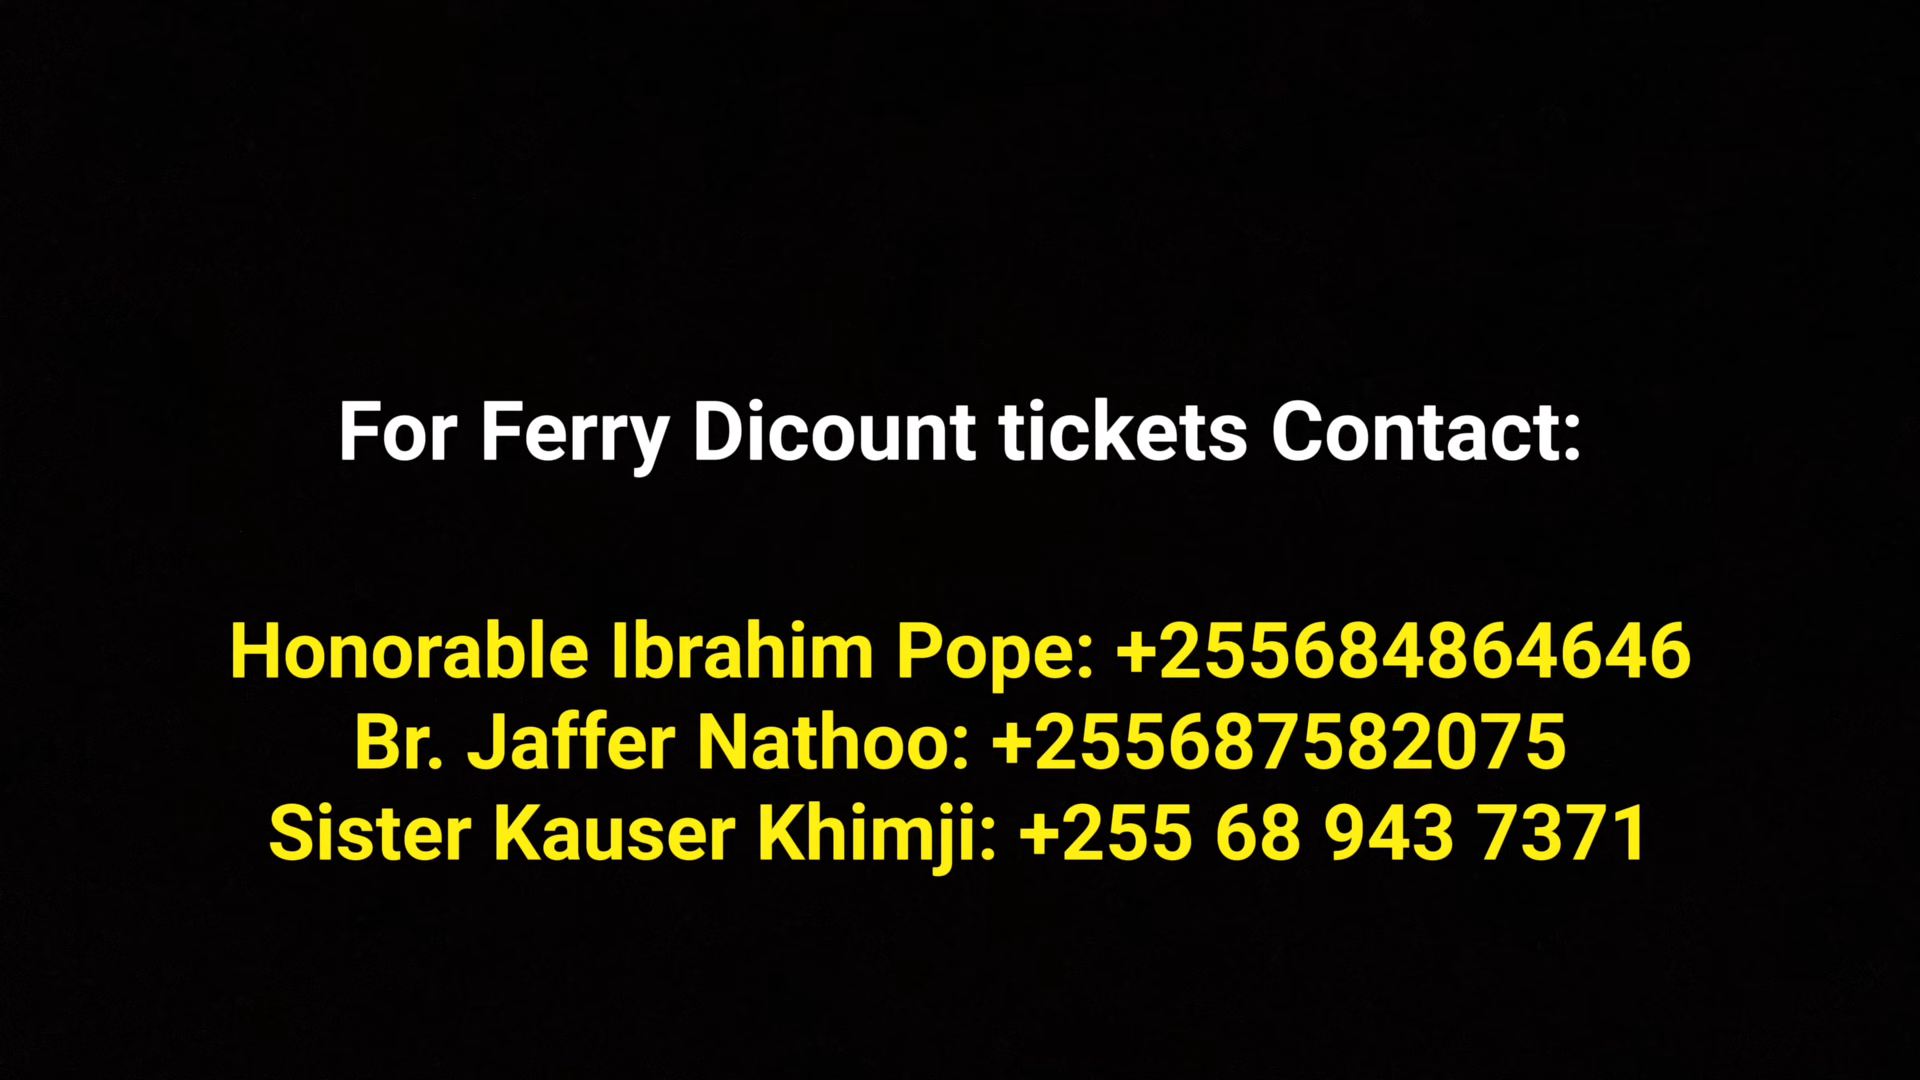 For Ferry Dicount tickets Contact:
Honorable Ibrahim Pope: +255684864646
Br. Jaffer Nathoo: +255687582075
Sister Kauser Khimji: +255 68 943 7371